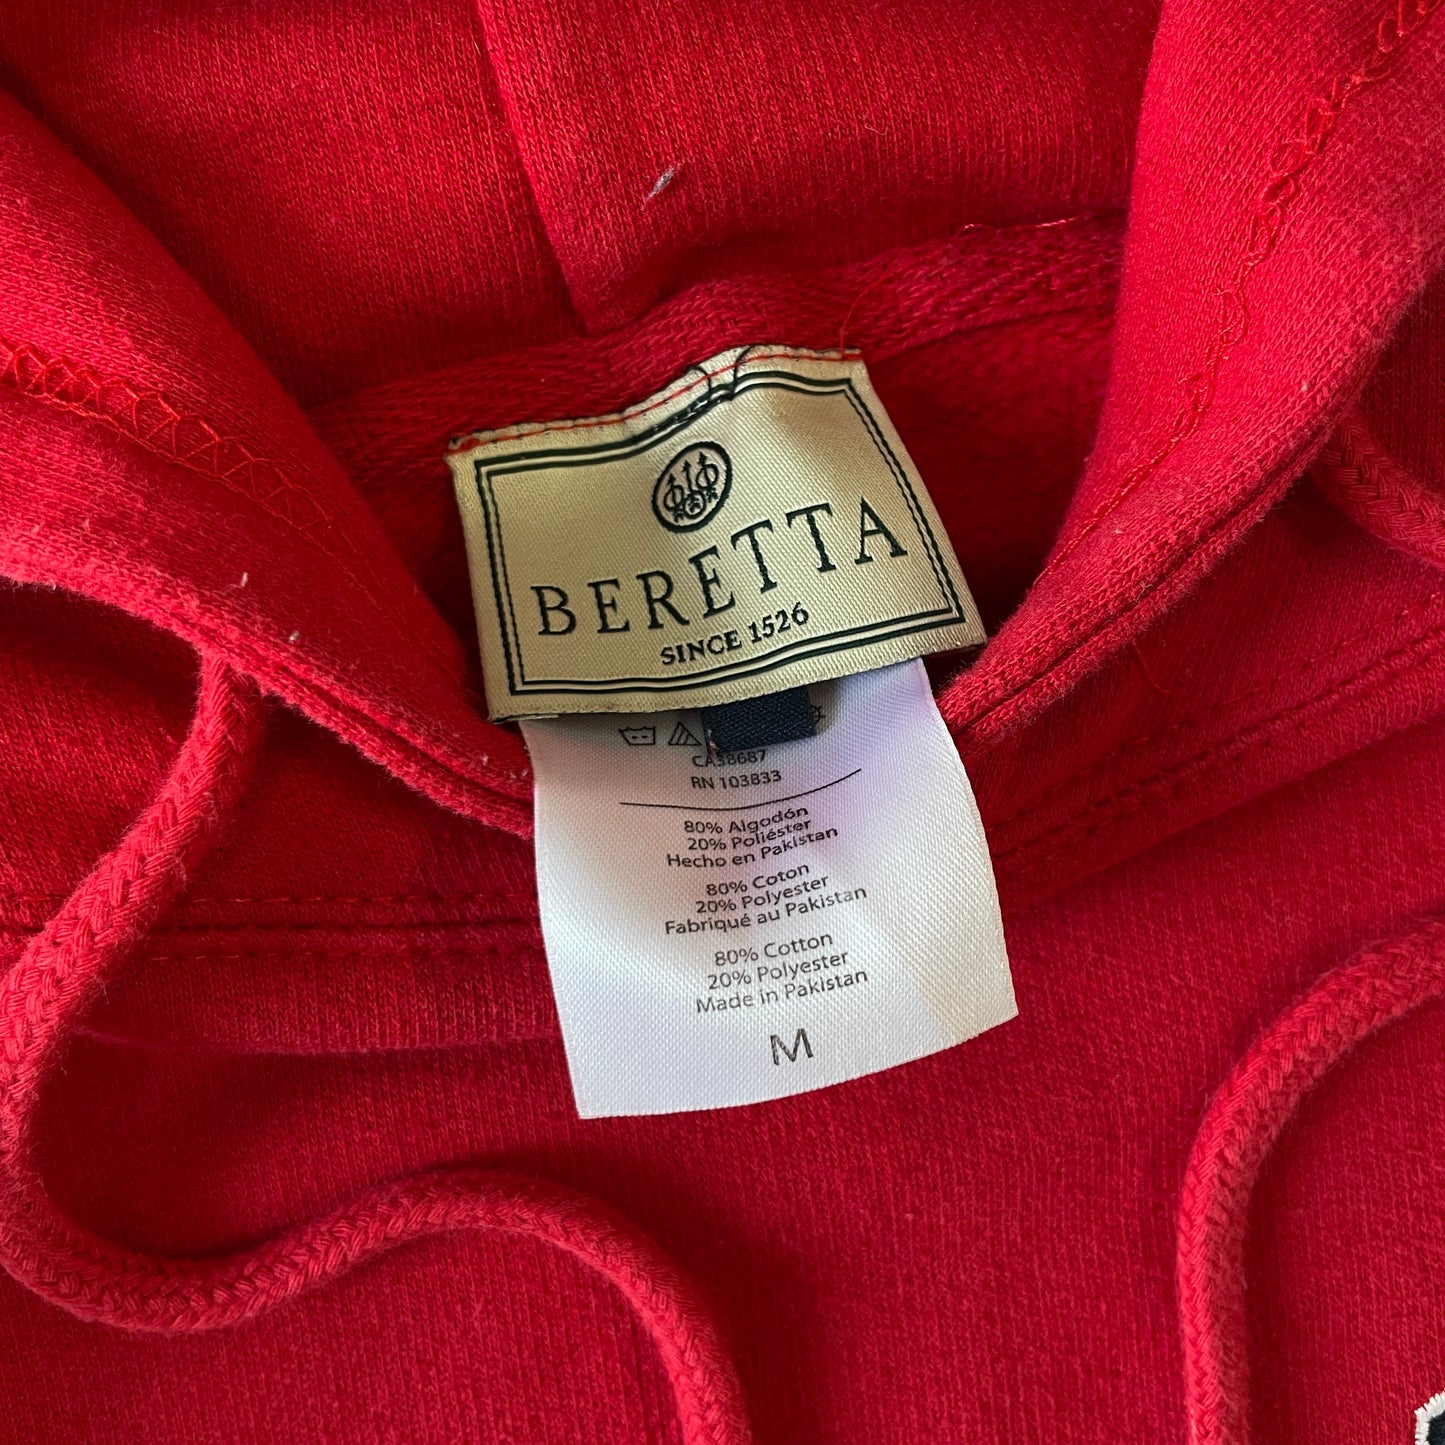 BERETTA
SINCE 1526
CA38687
RN 103833
80% Algodón
20% Poliéster
Hecho en Pakistan
80% Coton
20% Polyester
Fabriqué au Pakistan
80% Cotton
20% Polyester
Made in Pakistan
M